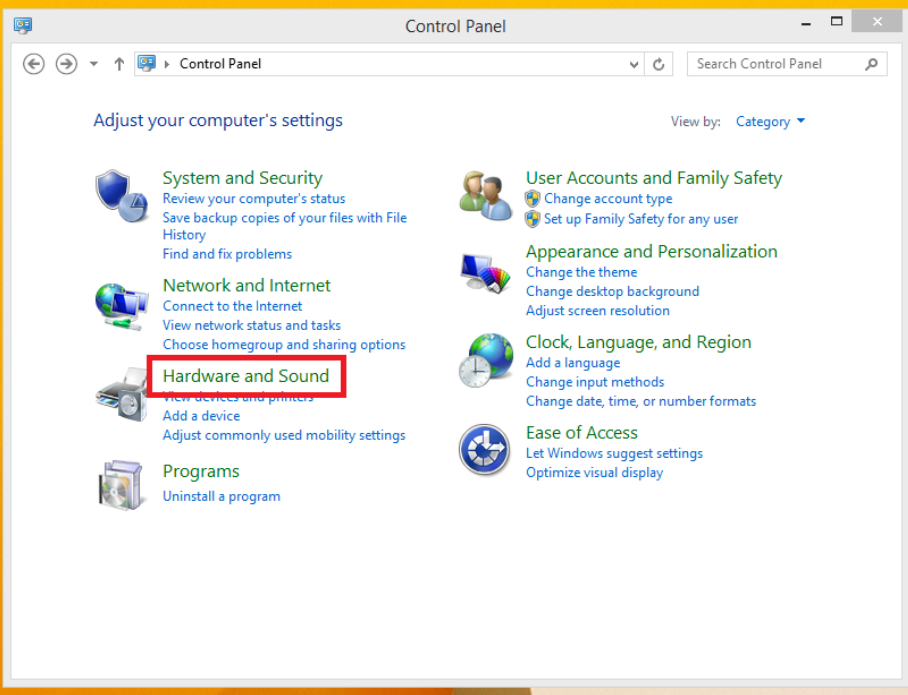 Control Panel
Control Panel
Search Control Panel
Adjust your computer's settings
View by: Category
System and Security
Review your computer's status
Save backup copies of your files with File
History
Find and fix problems
Network and Internet
Connect to the Internet
View network status and tasks
Choose homegroup and sharing options
Hardware and Sound
View devices and printers
Add a device
Adjust commonly used mobility settings
Programs
Uninstall a program
User Accounts and Family Safety
Change account type
Set up Family Safety for any user
Appearance and Personalization
Change the theme
Change desktop background
Adjust screen resolution
Clock, Language, and Region
Add a language
Change input methods
Change date, time, or number formats
Ease of Access
Let Windows suggest settings
Optimize visual display